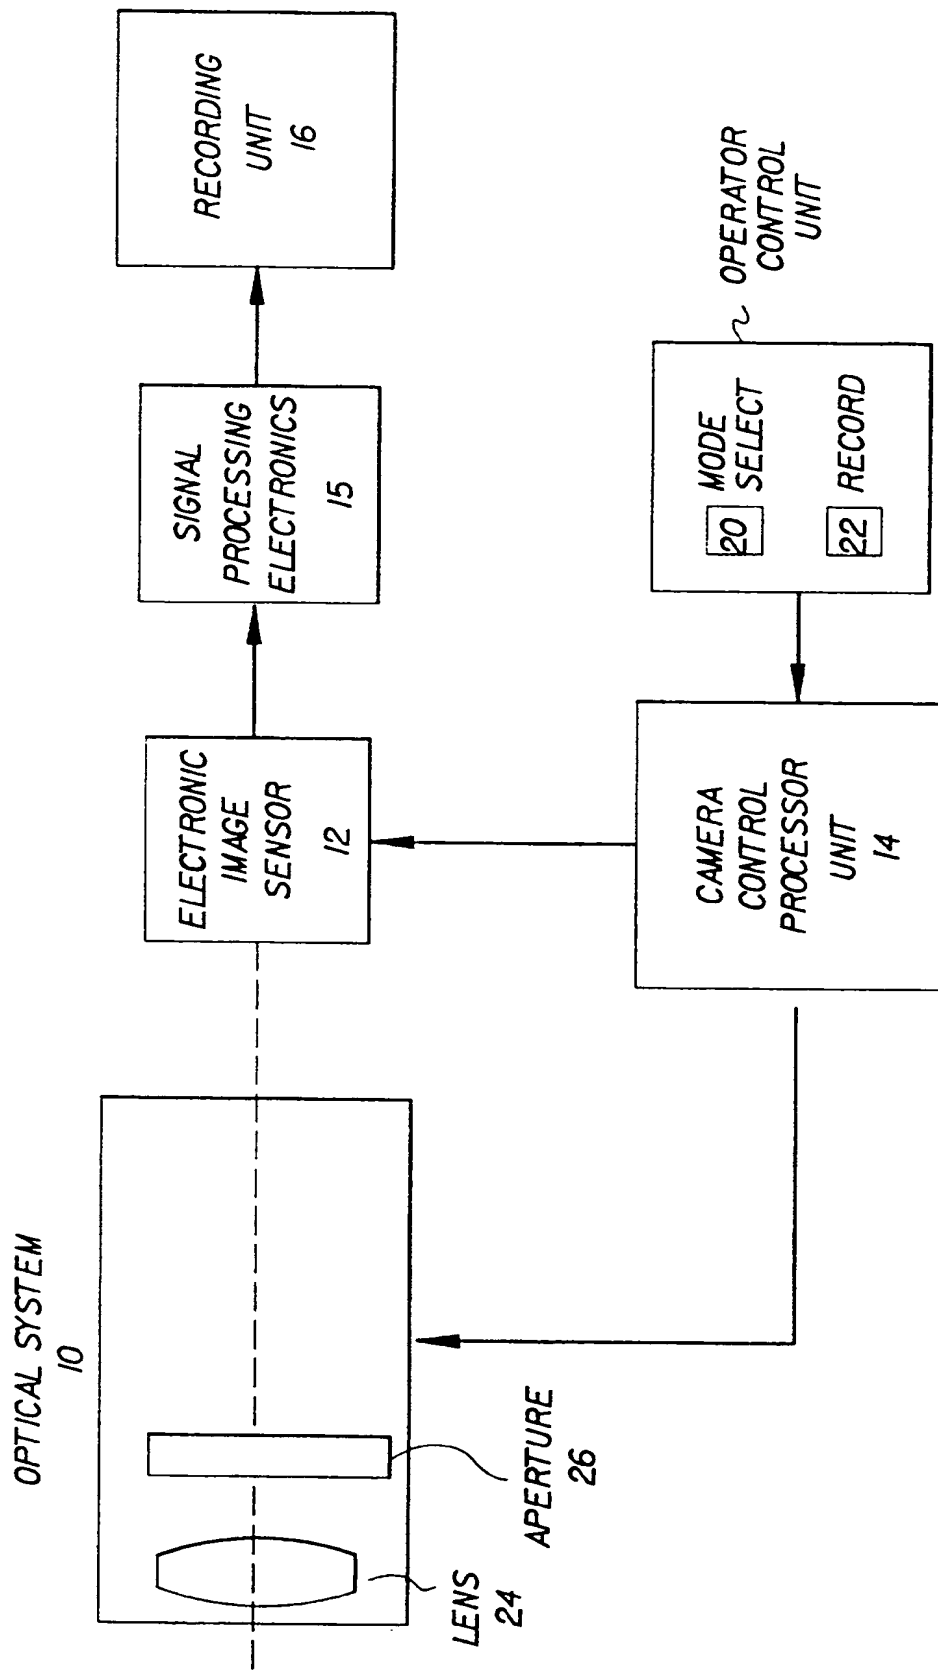 OPTICAL SYSTEM
10
LENS
24
APERTURE
26
ELECTRONIC
IMAGE
SENSOR
12
SIGNAL
PROCESSING
ELECTRONICS
15
RECORDING
UNIT
16
CAMERA
CONTROL
PROCESSOR
UNIT
14
20 MODE
SELECT
22 RECORD
OPERATOR
CONTROL
UNIT